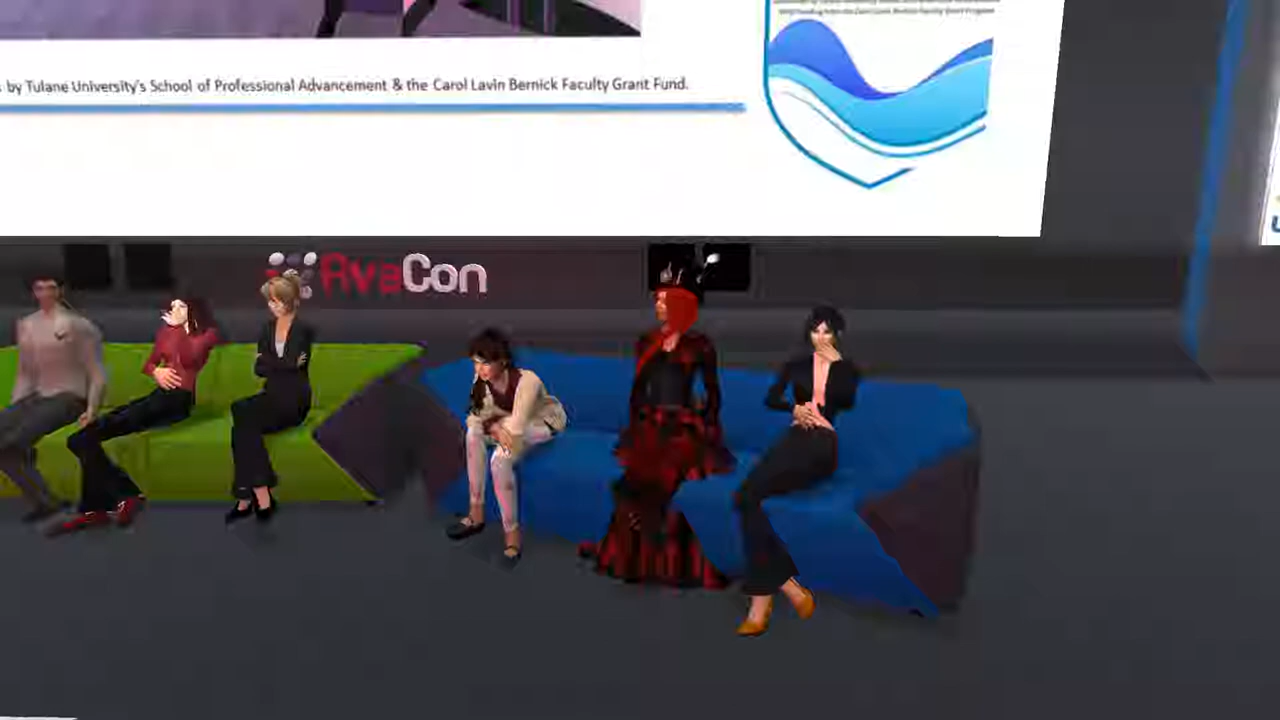 by Tulane University's School of Professional Advancement & the Carol Lavin Bernick Faculty Grant Fund.
AvaCon